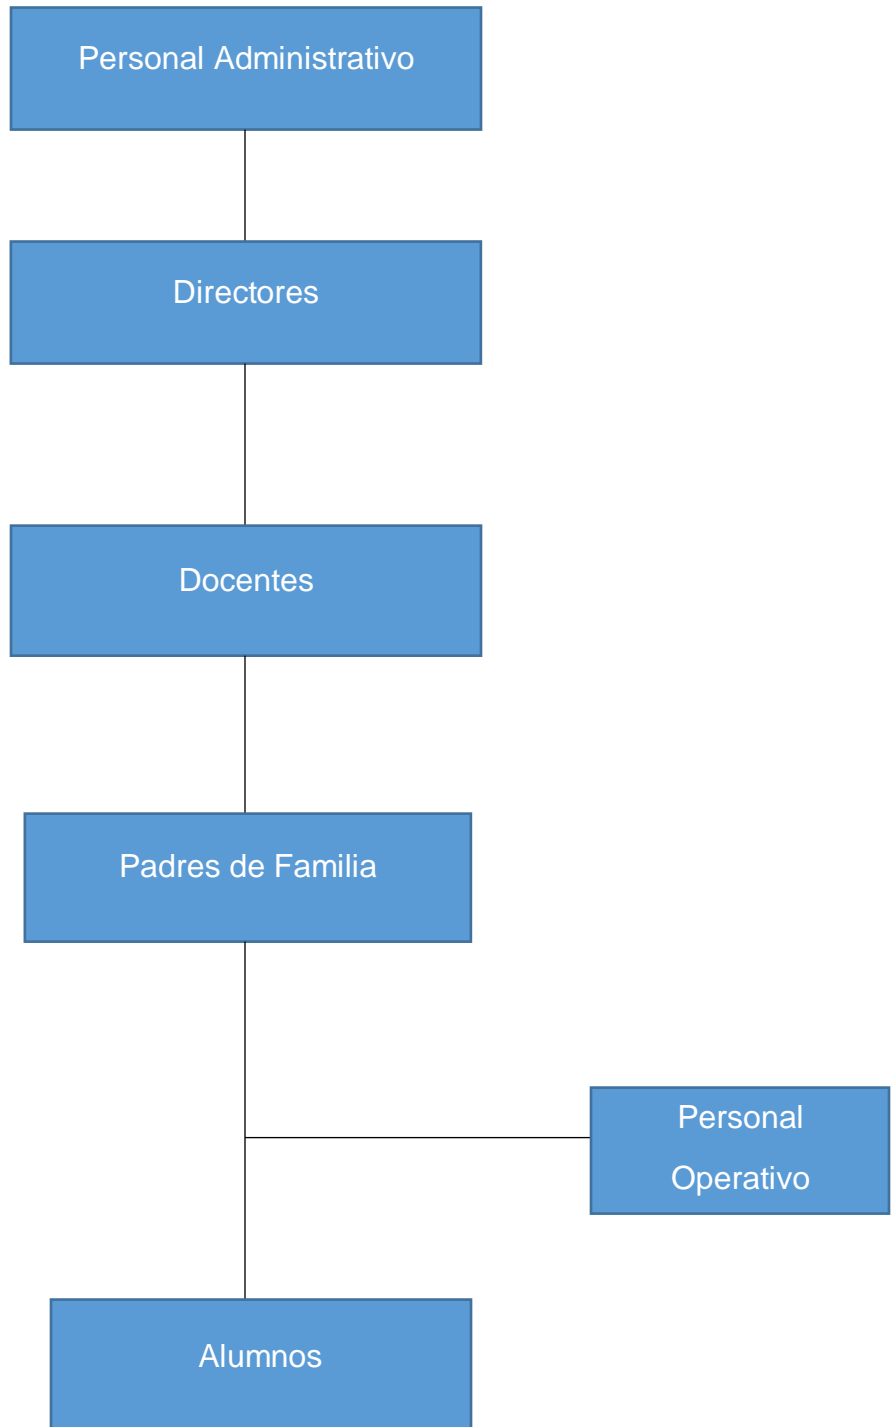 Personal Administrativo
Directores
Docentes
Padres de Familia
Personal
Operativo
Alumnos